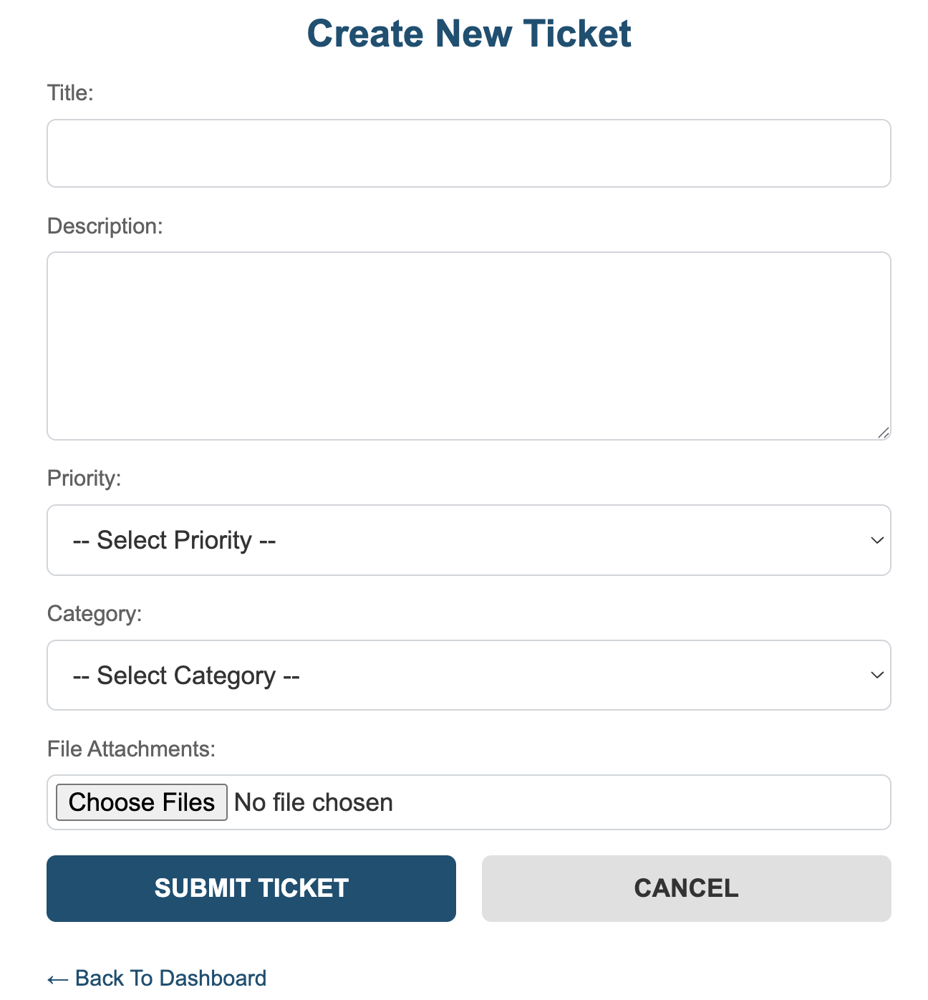 Create New Ticket
Title:
Description:
Priority:
-- Select Priority --
Category:
-- Select Category --
File Attachments:
Choose Files No file chosen
SUBMIT TICKET CANCEL
← Back To Dashboard